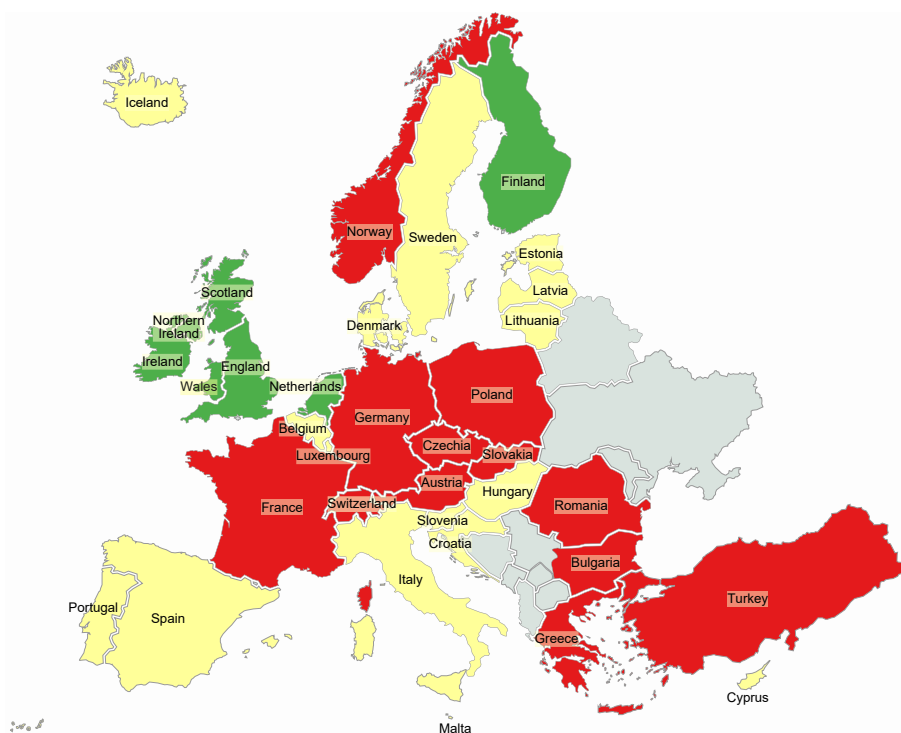 Iceland
Finland
Norway
Sweden
Estonia
Scotland
Latvia
Northern
Ireland
Lithuania
Denmark
Ireland
England
Wales
Netherlands
Poland
Germany
Belgium
Czechia
Slovakia
Luxembourg
Austria
Hungary
Switzerland
France
Romania
Slovenia
Croatia
Bulgaria
Italy
Turkey
Portugal
Spain
Greece
Cyprus
Malta